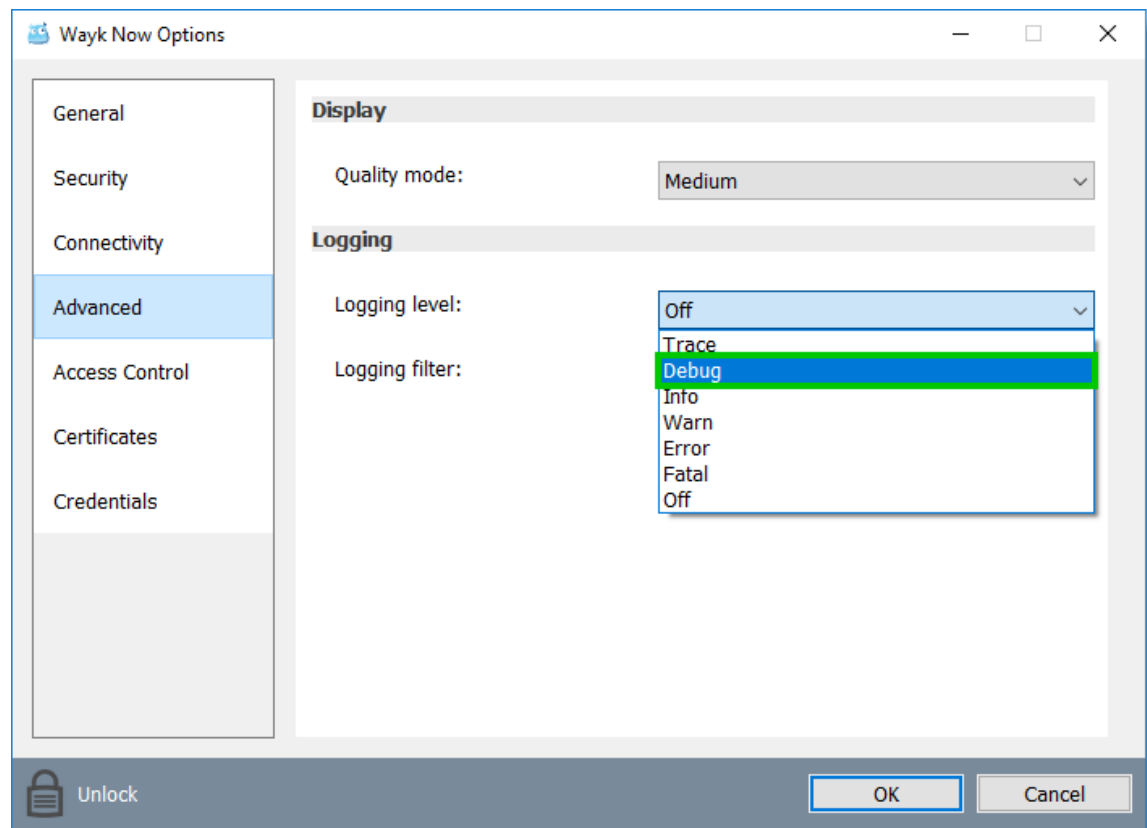 Wayk Now Options
General
Security
Connectivity
Advanced
Access Control
Certificates
Credentials
Display
Quality mode:
Medium
Logging
Logging level:
Off
Logging filter:
Trace
Debug
Info
Warn
Error
Fatal
Off
Unlock
OK
Cancel